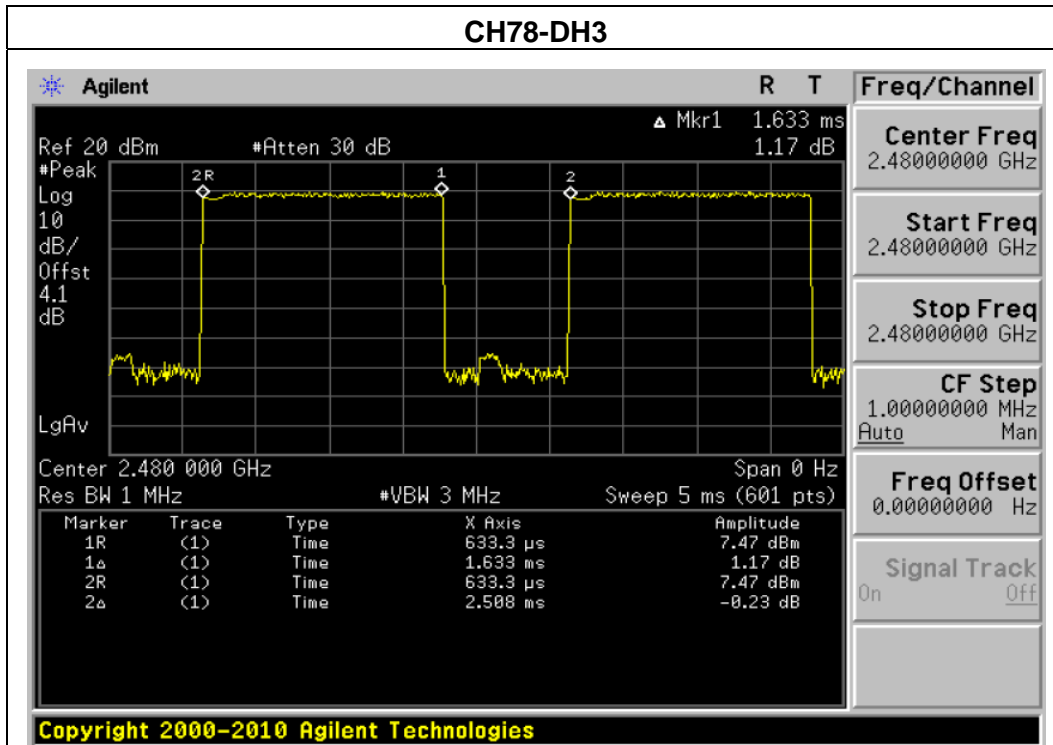 CH78-DH3
Agilent R T Freq/Channel
Δ Mkr1 1.633 ms
Ref 20 dBm #Atten 30 dB 1.17 dB
#Peak
Log
10
dB/
Offst
4.1
dB
LgAv
2R 1 2
Center 2.480 000 GHz Span 0 Hz
Res BW 1 MHz #VBW 3 MHz Sweep 5 ms (601 pts)
Marker Trace Type X Axis Amplitude
1R (1) Time 633.3 µs 7.47 dBm
1Δ (1) Time 1.633 ms 1.17 dB
2R (1) Time 633.3 µs 7.47 dBm
2Δ (1) Time 2.508 ms -0.23 dB
Center Freq
2.48000000 GHz
Start Freq
2.48000000 GHz
Stop Freq
2.48000000 GHz
CF Step
1.00000000 MHz
Auto Man
Freq Offset
0.00000000 Hz
Signal Track
On Off
Copyright 2000-2010 Agilent Technologies